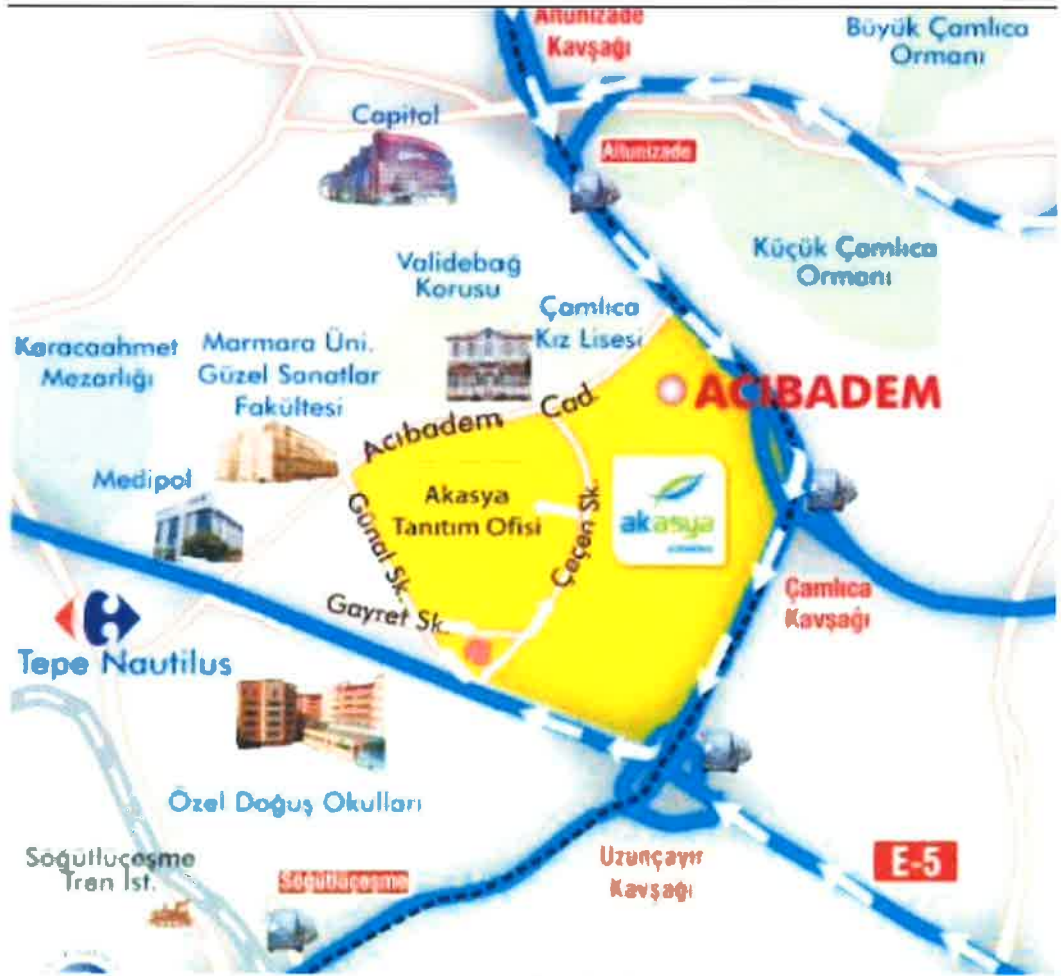 Altunizade
Kavşağı
Büyük Çamlıca
Ormanı
Capitol
Altunizade
Küçük Çamlıca
Ormanı
Validebağ
Korusu
Çamlıca
Kız Lisesi
Karacaahmet
Mezarlığı
Marmara Üni.
Güzel Sanatlar
Fakültesi
ACIBADEM
Acıbadem Cad.
Medipol
Akasya
Tanıtım Ofisi
akasya
Günal Sk.
Çeçen Sk.
Gayret Sk.
Çamlıca
Kavşağı
Tepe Nautilus
Özel Doğuş Okulları
Söğütlüçeşme
Tren İst.
Söğütlüçeşme
Uzunçayır
Kavşağı
E-5